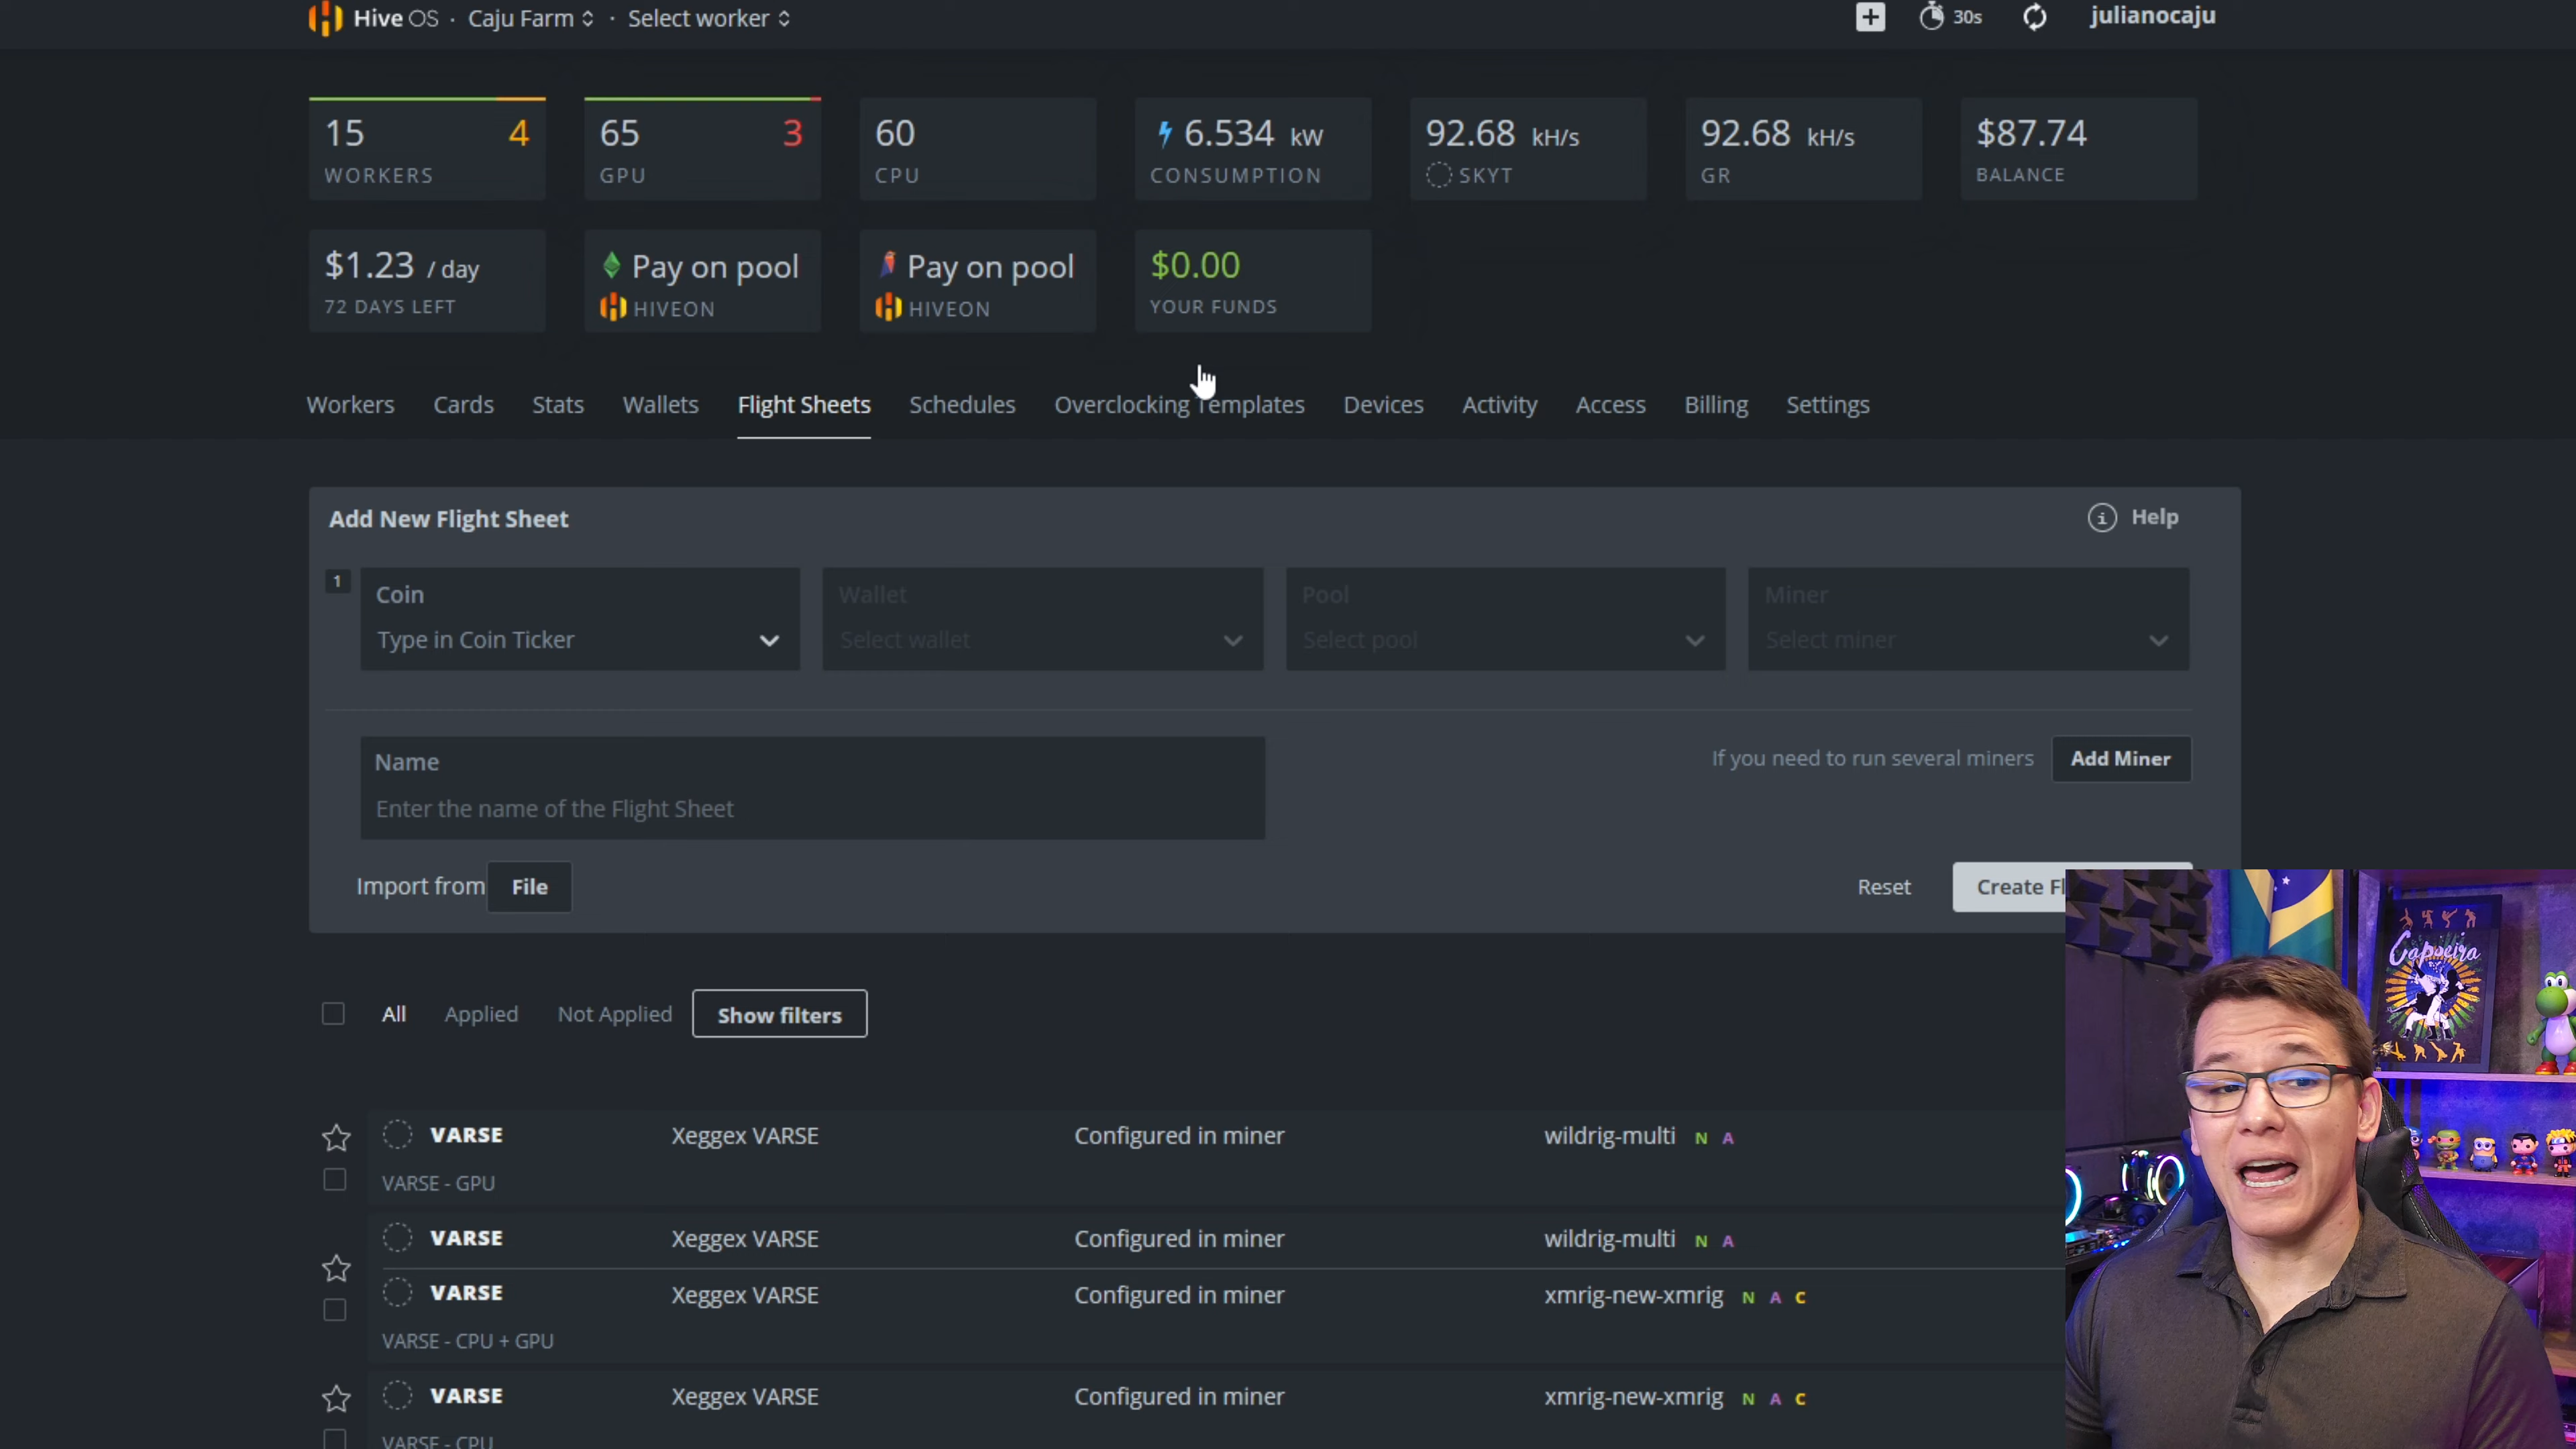 Hive OS · Caju Farm · Select worker 30s julianocaju
15 4 65 3 60 6.534 kW 92.68 kH/s 92.68 kH/s $87.74
WORKERS GPU CPU CONSUMPTION SKYT GR BALANCE
$1.23 / day Pay on pool Pay on pool $0.00
72 DAYS LEFT HIVEON HIVEON YOUR FUNDS
Workers Cards Stats Wallets Flight Sheets Schedules Overclocking Templates Devices Activity Access Billing Settings
Add New Flight Sheet Help
1 Coin Wallet Pool Miner
Type in Coin Ticker Select wallet Select pool Select miner
Name
Enter the name of the Flight Sheet
If you need to run several miners Add Miner
Import from File Reset Create Fl
All Applied Not Applied Show filters
VARSE Xeggex VARSE Configured in miner wildrig-multi N A
VARSE - GPU
VARSE Xeggex VARSE Configured in miner wildrig-multi N A
VARSE Xeggex VARSE Configured in miner xmrig-new-xmrig N A C
VARSE - CPU + GPU
VARSE Xeggex VARSE Configured in miner xmrig-new-xmrig N A C
VARSE - CPU
Capoeira